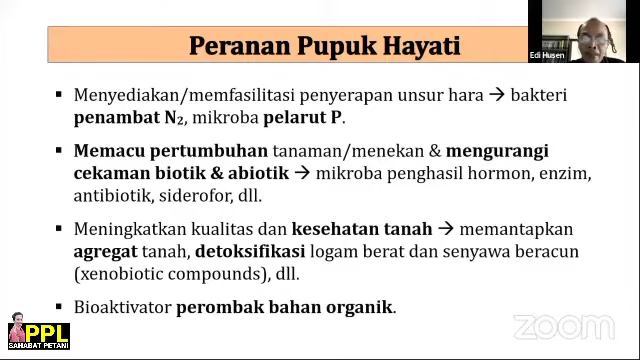 Peranan Pupuk Hayati
Edi Husen
▪ Menyediakan/memfasilitasi penyerapan unsur hara → bakteri
penambat N₂, mikroba pelarut P.
▪ Memacu pertumbuhan tanaman/menekan & mengurangi
cekaman biotik & abiotik → mikroba penghasil hormon, enzim,
antibiotik, siderofor, dll.
▪ Meningkatkan kualitas dan kesehatan tanah → memantapkan
agregat tanah, detoksifikasi logam berat dan senyawa beracun
(xenobiotic compounds), dll.
▪ Bioaktivator perombak bahan organik.
PPL
SAHABAT PETANI
zoom